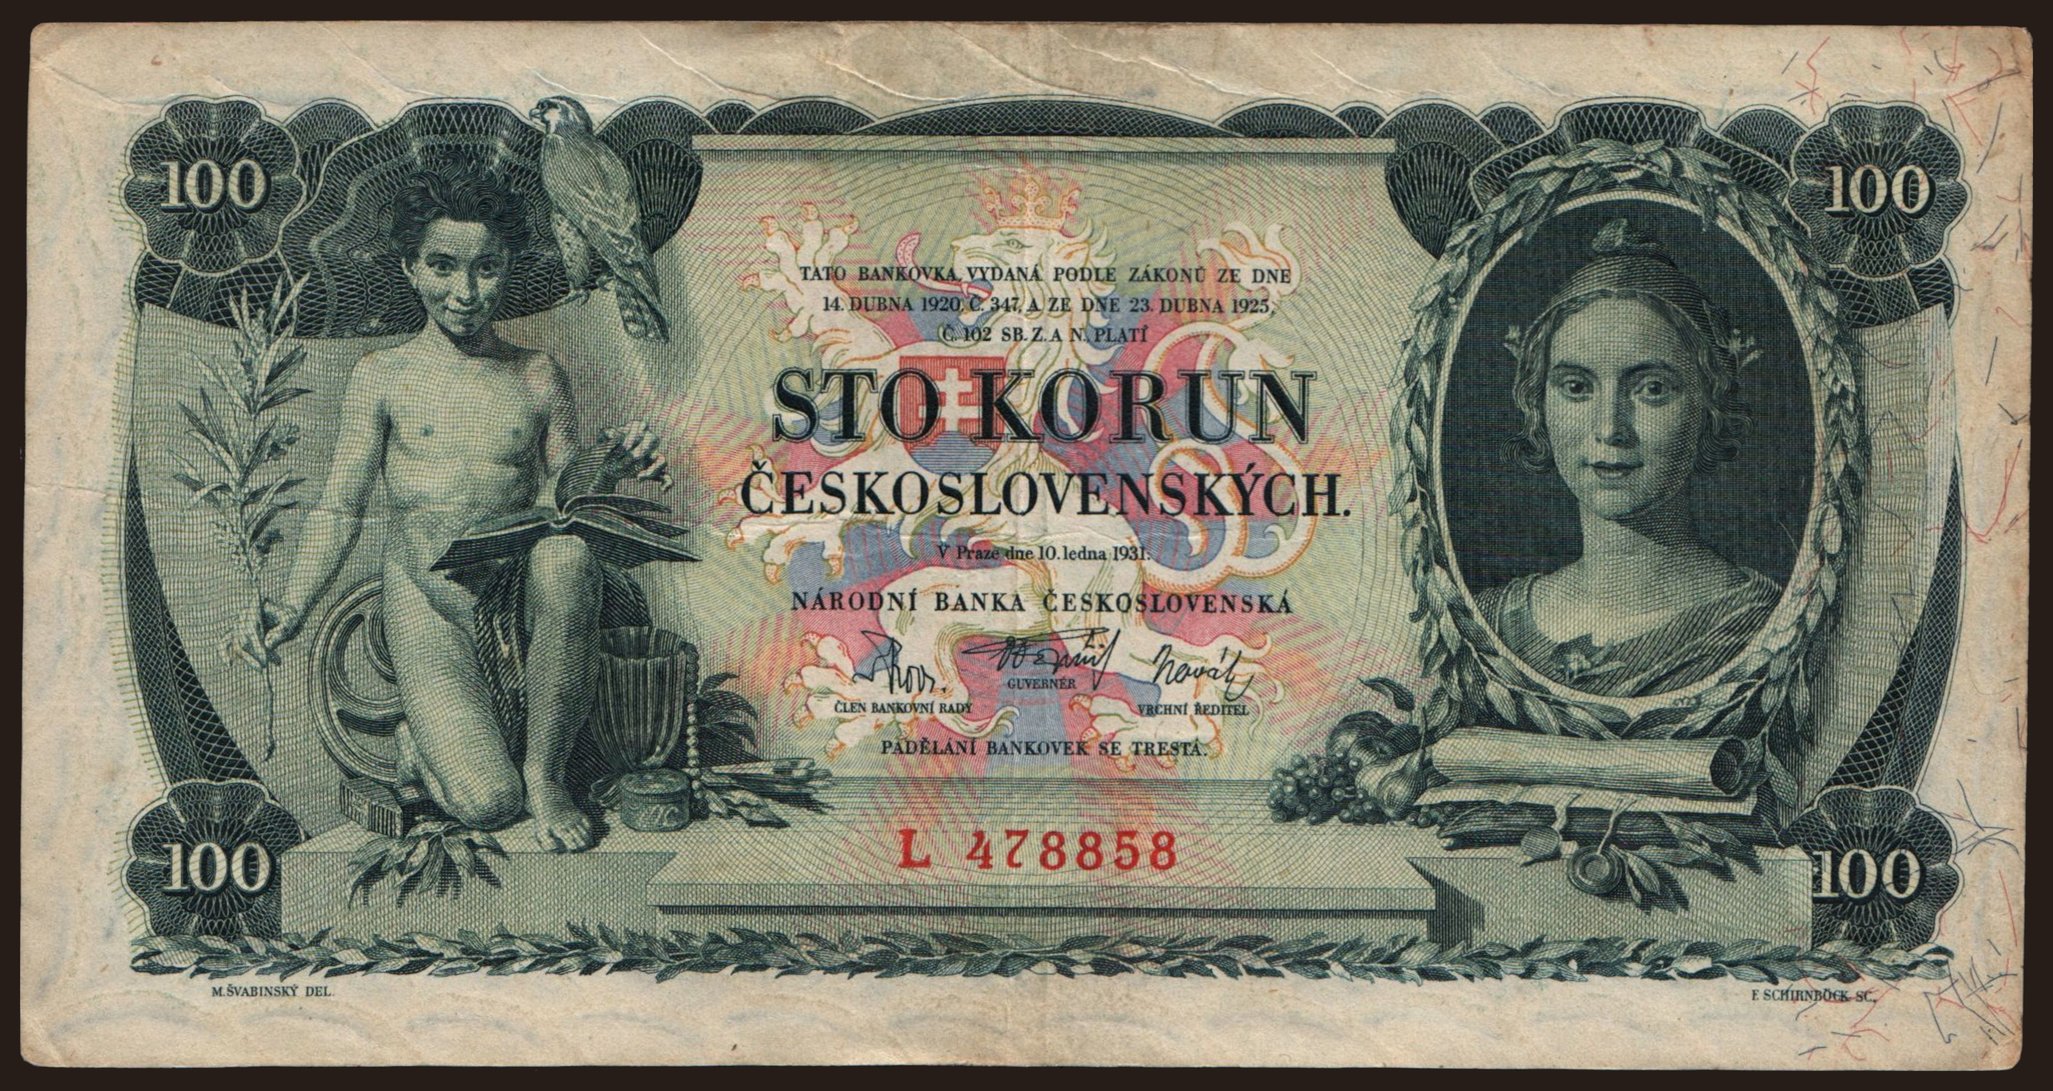 100
100
TATO BANKOVKA, VYDANÁ PODLE ZÁKONŮ ZE DNE
14. DUBNA 1920, Č. 347, A ZE DNE 23. DUBNA 1925,
Č. 102 SB. Z. A N., PLATÍ
STO KORUN
ČESKOSLOVENSKÝCH.
V Praze dne 10. ledna 1931.
NÁRODNÍ BANKA ČESKOSLOVENSKÁ
GUVERNÉR
ČLEN BANKOVNÍ RADY
VRCHNÍ ŘEDITEL
PADĚLÁNÍ BANKOVEK SE TRESTÁ.
L 478858
100
100
M. ŠVABINSKÝ DEL.
F. SCHIRNBÖCK SC.